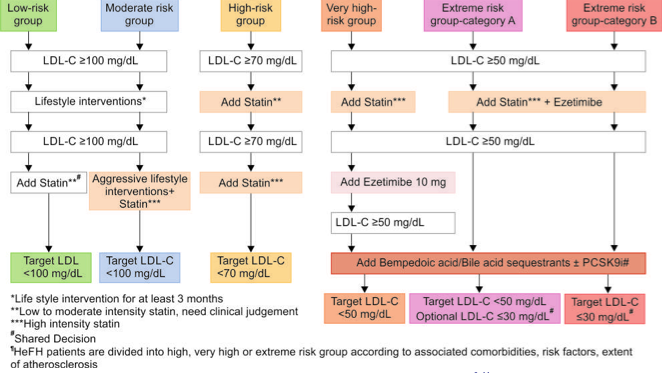 Low-risk
group
Moderate risk
group
High-risk
group
Very high-
risk group
Extreme risk
group-category A
Extreme risk
group-category B
LDL-C ≥100 mg/dL
LDL-C ≥70 mg/dL
LDL-C ≥50 mg/dL
Lifestyle interventions*
Add Statin**
Add Statin***
Add Statin*** + Ezetimibe
LDL-C ≥100 mg/dL
LDL-C ≥70 mg/dL
LDL-C ≥50 mg/dL
Add Statin**#
Aggressive lifestyle
interventions+
Statin***
Add Statin***
Add Ezetimibe 10 mg
LDL-C ≥50 mg/dL
Target LDL
<100 mg/dL
Target LDL-C
<100 mg/dL
Target LDL-C
<70 mg/dL
Add Bempedoic acid/Bile acid sequestrants ± PCSK9i#
Target LDL-C
<50 mg/dL
Target LDL-C <50 mg/dL
Optional LDL-C ≤30 mg/dL#
Target LDL-C
≤30 mg/dL#
*Life style intervention for at least 3 months
**Low to moderate intensity statin, need clinical judgement
***High intensity statin
#Shared Decision
¶HeFH patients are divided into high, very high or extreme risk group according to associated comorbidities, risk factors, extent
of atherosclerosis